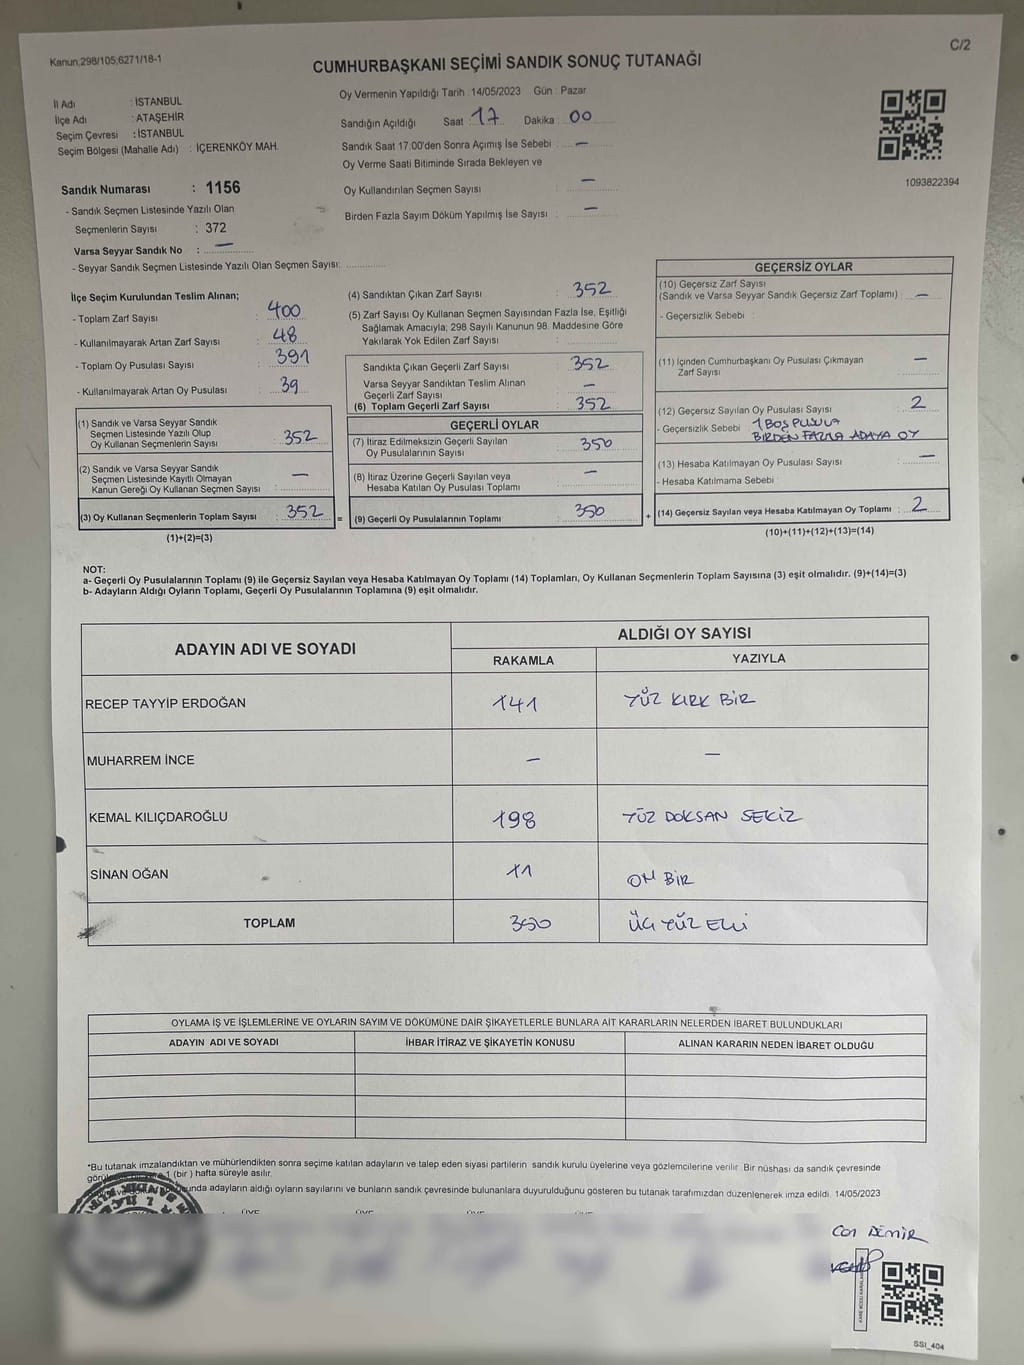 Kanun,298/105,6271/18-1
C/2
CUMHURBAŞKANI SEÇİMİ SANDIK SONUÇ TUTANAĞI
İl Adı : İSTANBUL
İlçe Adı : ATAŞEHİR
Seçim Çevresi : İSTANBUL
Seçim Bölgesi (Mahalle Adı) : İÇERENKÖY MAH.
Oy Vermenin Yapıldığı Tarih : 14/05/2023 Gün : Pazar
Sandığın Açıldığı Saat : 17 Dakika : 00
Sandık Saat 17:00'den Sonra Açımış İse Sebebi : —
Oy Verme Saati Bitiminde Sırada Bekleyen ve
Oy Kullandırılan Seçmen Sayısı : —
Birden Fazla Sayım Döküm Yapılmış İse Sayısı : —
1093822394
Sandık Numarası : 1156
- Sandık Seçmen Listesinde Yazılı Olan
Seçmenlerin Sayısı : 372
Varsa Seyyar Sandık No : —
- Seyyar Sandık Seçmen Listesinde Yazılı Olan Seçmen Sayısı:
İlçe Seçim Kurulundan Teslim Alınan;
- Toplam Zarf Sayısı : 400
- Kullanılmayarak Artan Zarf Sayısı : 48
- Toplam Oy Pusulası Sayısı : 391
- Kullanılmayarak Artan Oy Pusulası : 39
(1) Sandık ve Varsa Seyyar Sandık
Seçmen Listesinde Yazılı Olup
Oy Kullanan Seçmenlerin Sayısı : 352
(2) Sandık ve Varsa Seyyar Sandık
Seçmen Listesinde Kayıtlı Olmayan
Kanun Gereği Oy Kullanan Seçmen Sayısı : —
(3) Oy Kullanan Seçmenlerin Toplam Sayısı : 352
(1)+(2)=(3)
(4) Sandıktan Çıkan Zarf Sayısı : 352
(5) Zarf Sayısı Oy Kullanan Seçmen Sayısından Fazla İse, Eşitliği
Sağlamak Amacıyla; 298 Sayılı Kanunun 98. Maddesine Göre
Yakılarak Yok Edilen Zarf Sayısı :
Sandıkta Çıkan Geçerli Zarf Sayısı : 352
Varsa Seyyar Sandıktan Teslim Alınan
Geçerli Zarf Sayısı : —
(6) Toplam Geçerli Zarf Sayısı : 352
GEÇERLİ OYLAR
(7) İtiraz Edilmeksizin Geçerli Sayılan
Oy Pusulalarının Sayısı : 350
(8) İtiraz Üzerine Geçerli Sayılan veya
Hesaba Katılan Oy Pusulası Toplamı : —
= (9) Geçerli Oy Pusulalarının Toplamı : 350
GEÇERSİZ OYLAR
(10) Geçersiz Zarf Sayısı
(Sandık ve Varsa Seyyar Sandık Geçersiz Zarf Toplamı) : —
- Geçersizlik Sebebi :
(11) İçinden Cumhurbaşkanı Oy Pusulası Çıkmayan
Zarf Sayısı : —
(12) Geçersiz Sayılan Oy Pusulası Sayısı : 2
- Geçersizlik Sebebi : 1 BOŞ PUSULA
BİRDEN FAZLA ADAYA OY
(13) Hesaba Katılmayan Oy Pusulası Sayısı : —
- Hesaba Katılmama Sebebi
+ (14) Geçersiz Sayılan veya Hesaba Katılmayan Oy Toplamı : 2
(10)+(11)+(12)+(13)=(14)
NOT:
a- Geçerli Oy Pusulalarının Toplamı (9) ile Geçersiz Sayılan veya Hesaba Katılmayan Oy Toplamı (14) Toplamları, Oy Kullanan Seçmenlerin Toplam Sayısına (3) eşit olmalıdır. (9)+(14)=(3)
b- Adayların Aldığı Oyların Toplamı, Geçerli Oy Pusulalarının Toplamına (9) eşit olmalıdır.
ADAYIN ADI VE SOYADI
ALDIĞI OY SAYISI
RAKAMLA YAZIYLA
RECEP TAYYİP ERDOĞAN 141 YÜZ KIRK BİR
MUHARREM İNCE — —
KEMAL KILIÇDAROĞLU 198 YÜZ DOKSAN SEKİZ
SİNAN OĞAN 11 ON BİR
TOPLAM 350 ÜÇ YÜZ ELLİ
OYLAMA İŞ VE İŞLEMLERİNE VE OYLARIN SAYIM VE DÖKÜMÜNE DAİR ŞİKAYETLERLE BUNLARA AİT KARARLARIN NELERDEN İBARET BULUNDUKLARI
ADAYIN ADI VE SOYADI İHBAR İTİRAZ VE ŞİKAYETİN KONUSU ALINAN KARARIN NEDEN İBARET OLDUĞU
*Bu tutanak imzalandıktan ve mühürlendikten sonra seçime katılan adayların ve talep eden siyasi partilerin sandık kurulu üyelerine veya gözlemcilerine verilir. Bir nüshası da sandık çevresinde
1 (bir) hafta süreyle asılır.
adayların aldığı oyların sayılarını ve bunların sandık çevresinde bulunanlara duyurulduğunu gösteren bu tutanak tarafımızdan düzenlenerek imza edildi. 14/05/2023
ÜYE ÜYE ÜYE ÜYE
DEMİR
SSI_404